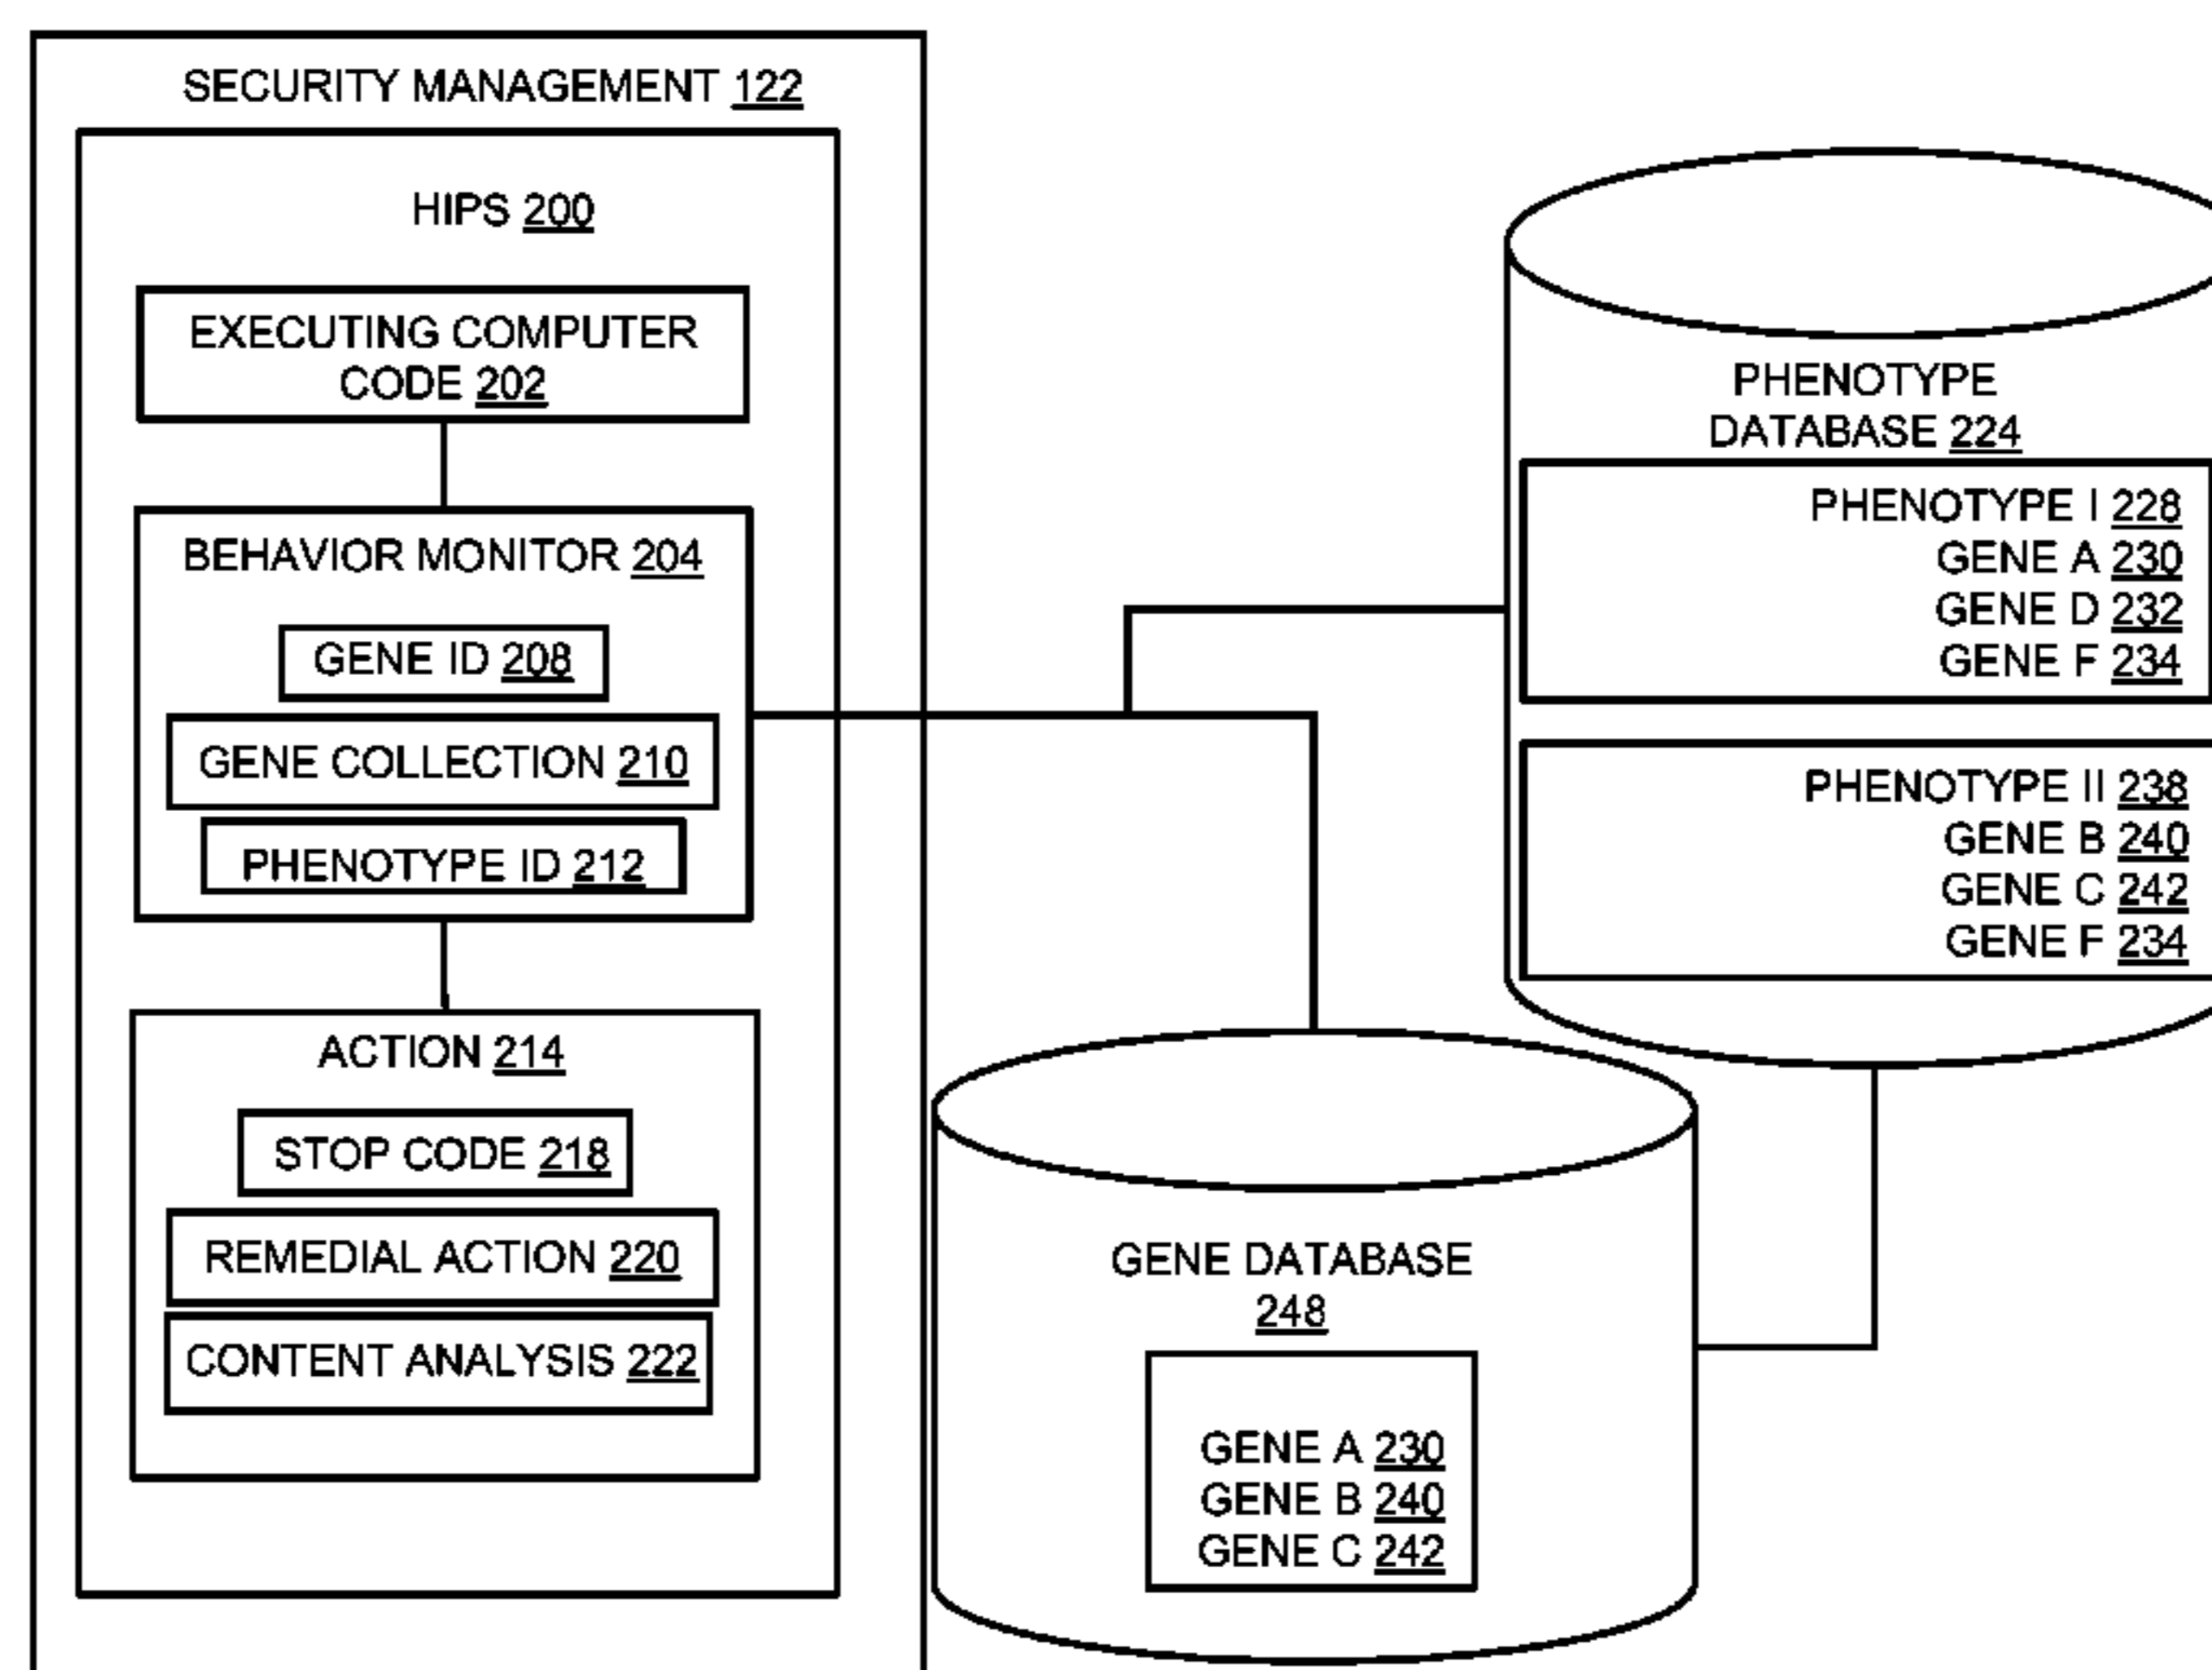 SECURITY MANAGEMENT 122
HIPS 200
EXECUTING COMPUTER
CODE 202
BEHAVIOR MONITOR 204
GENE ID 208
GENE COLLECTION 210
PHENOTYPE ID 212
ACTION 214
STOP CODE 218
REMEDIAL ACTION 220
CONTENT ANALYSIS 222
PHENOTYPE
DATABASE 224
PHENOTYPE I 228
GENE A 230
GENE D 232
GENE F 234
PHENOTYPE II 238
GENE B 240
GENE C 242
GENE F 234
GENE DATABASE
248
GENE A 230
GENE B 240
GENE C 242